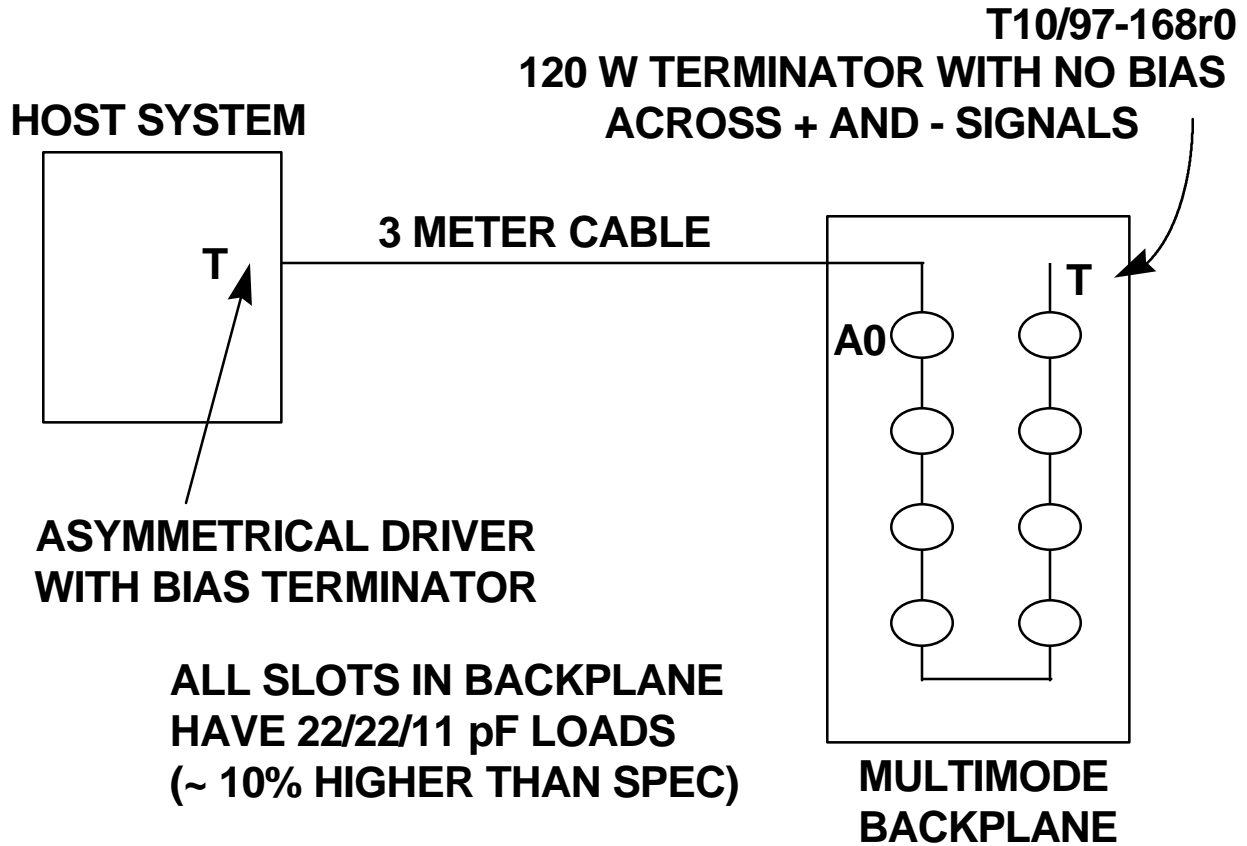 T10/97-168r0
120 W TERMINATOR WITH NO BIAS
ACROSS + AND - SIGNALS
HOST SYSTEM
3 METER CABLE
T
T
A0
ASYMMETRICAL DRIVER
WITH BIAS TERMINATOR
ALL SLOTS IN BACKPLANE
HAVE 22/22/11 pF LOADS
(~ 10% HIGHER THAN SPEC)
MULTIMODE
BACKPLANE